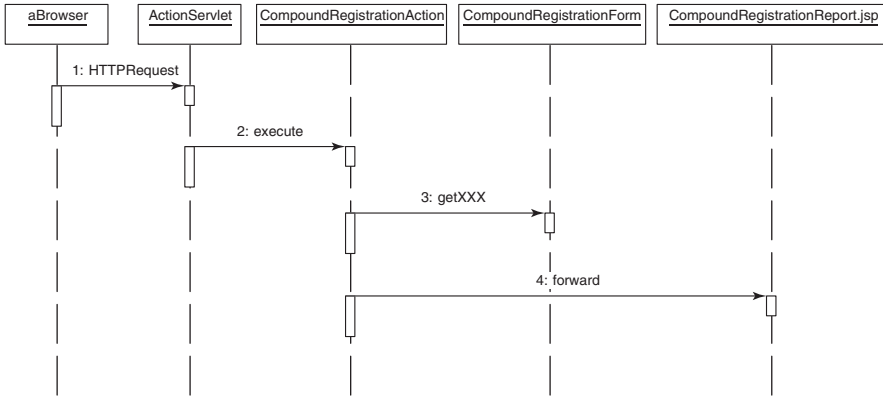 aBrowser
ActionServlet
CompoundRegistrationAction
CompoundRegistrationForm
CompoundRegistrationReport.jsp
1: HTTPRequest
2: execute
3: getXXX
4: forward